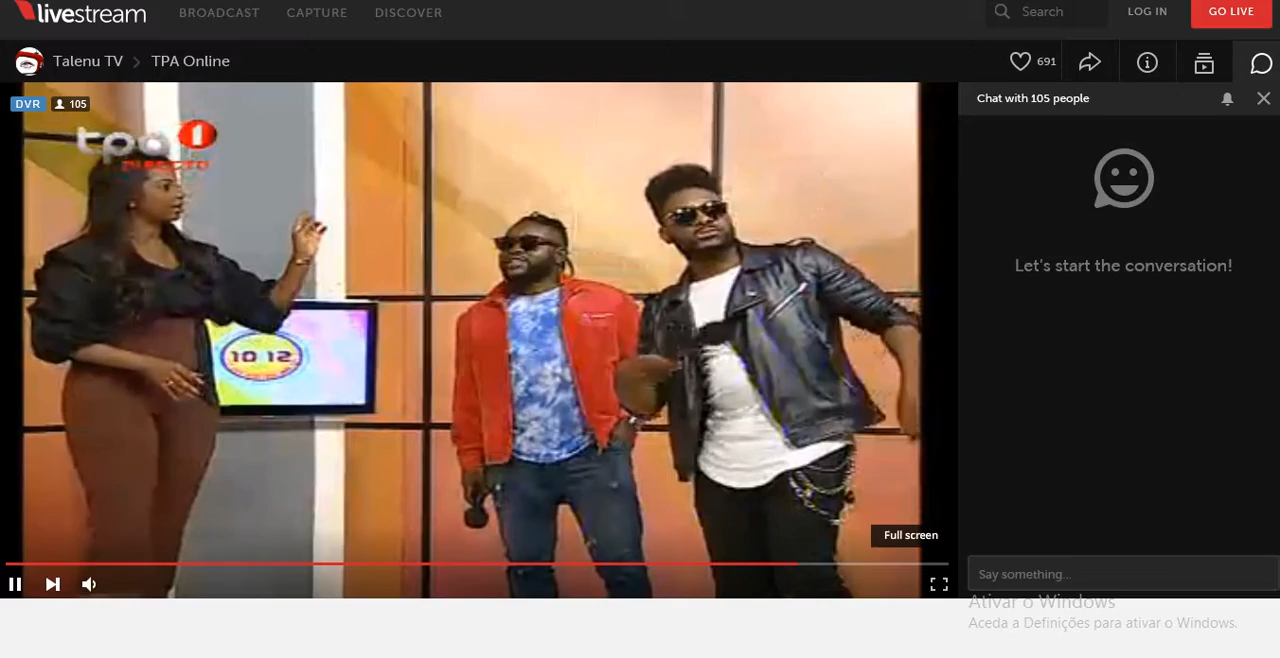 livestream
BROADCAST CAPTURE DISCOVER
Search
LOG IN
GO LIVE
Talenu TV > TPA Online
691
DVR 105
Chat with 105 people
tpa 1
DIRECTO
10 12
Let's start the conversation!
Full screen
Say something...
Ativar o Windows
Aceda a Definições para ativar o Windows.